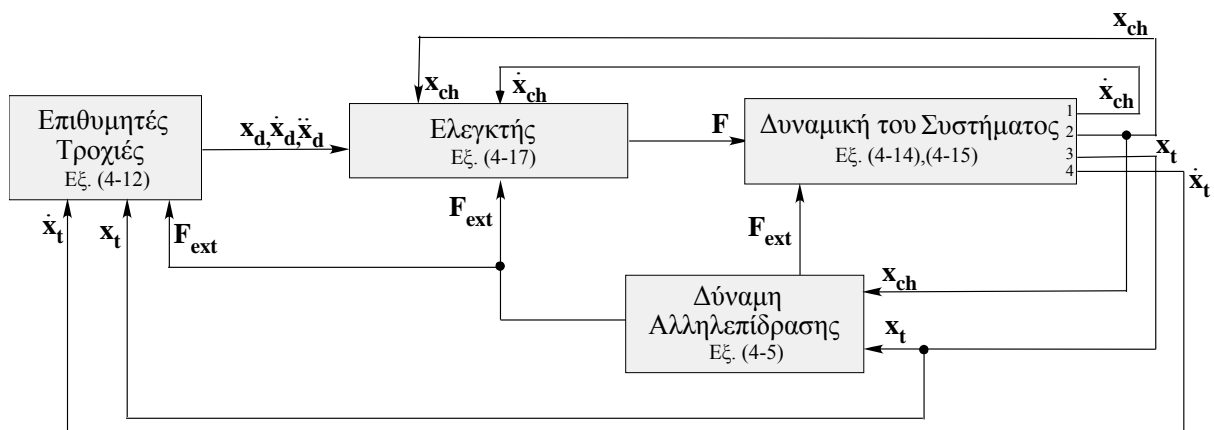 x_ch
x_ch
ẋ_ch
ẋ_ch
Επιθυμητές
Τροχιές
Εξ. (4-12)
x_d,ẋ_d,ẍ_d
Ελεγκτής
Εξ. (4-17)
F
Δυναμική του Συστήματος
Εξ. (4-14),(4-15)
1
2
3
4
x_t
ẋ_t
ẋ_t
x_t
F_ext
F_ext
F_ext
Δύναμη
Αλληλεπίδρασης
Εξ. (4-5)
x_ch
x_t